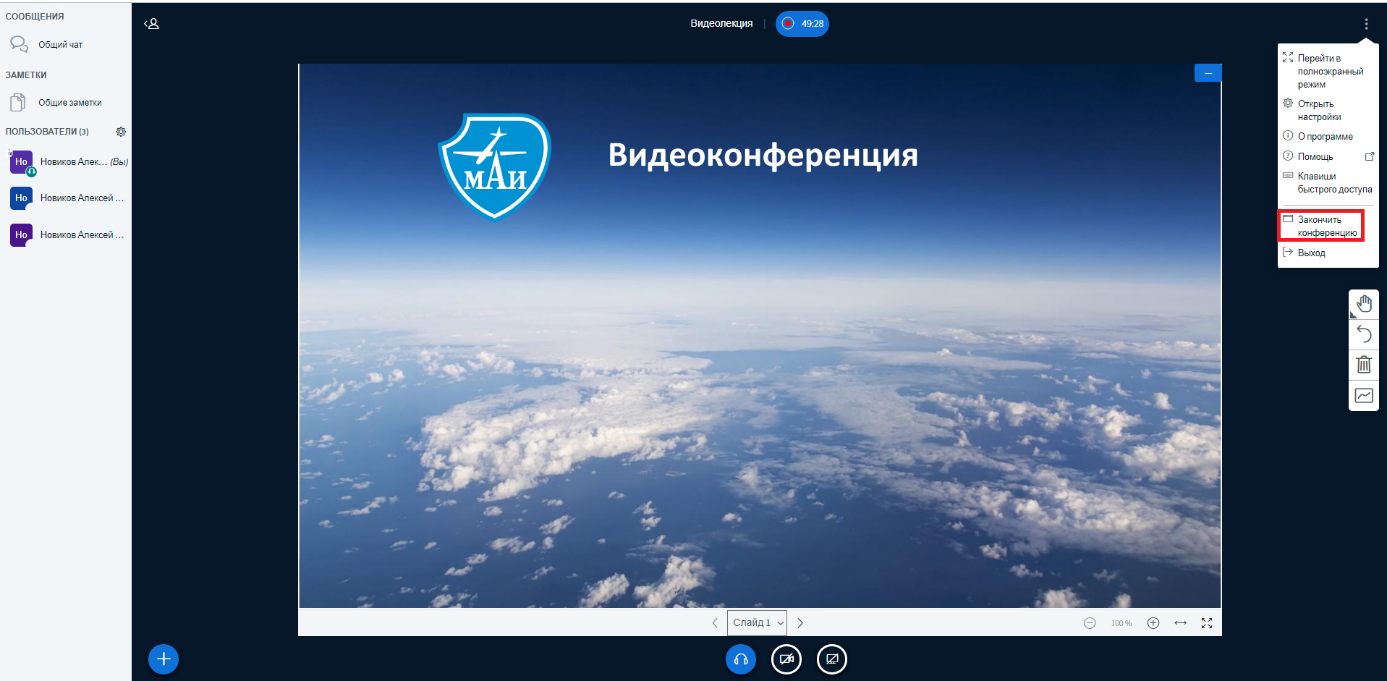 СООБЩЕНИЯ
Общий чат
ЗАМЕТКИ
Общие заметки
ПОЛЬЗОВАТЕЛИ (3)
Но Новиков Алек... (Вы)
Но Новиков Алексей ...
Но Новиков Алексей ...
Видеолекция | 49:28
МАИ
Видеоконференция
Слайд 1
100 %
Перейти в
полноэкранный
режим
Открыть
настройки
О программе
Помощь
Клавиши
быстрого доступа
Закончить
конференцию
Выход